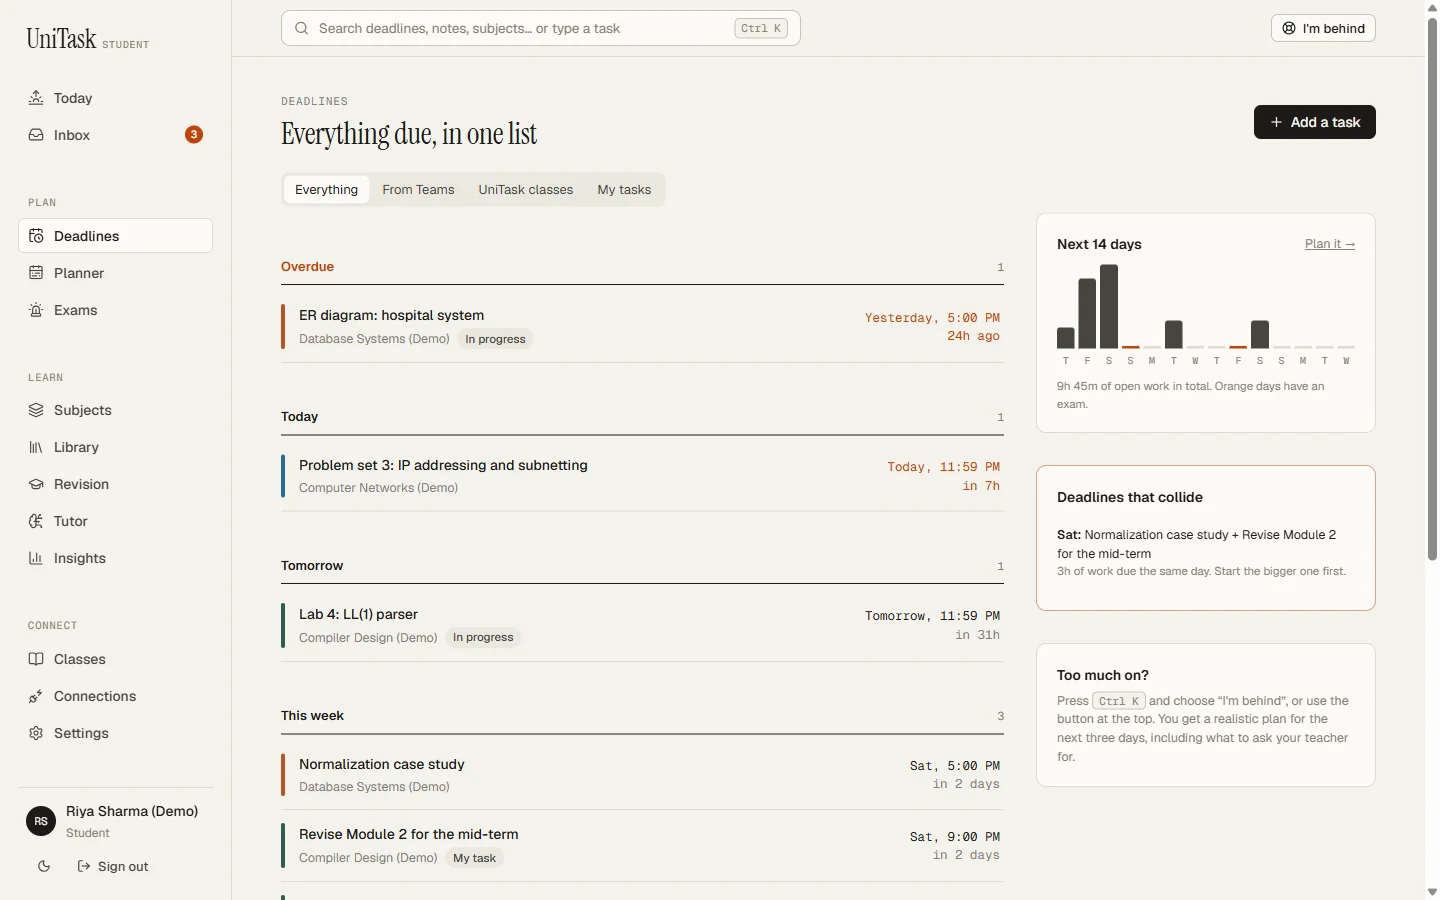 UniTask STUDENT
Search deadlines, notes, subjects... or type a task
Ctrl K
I'm behind
Today
Inbox
3
PLAN
Deadlines
Planner
Exams
LEARN
Subjects
Library
Revision
Tutor
Insights
CONNECT
Classes
Connections
Settings
RS
Riya Sharma (Demo)
Student
Sign out
DEADLINES
Everything due, in one list
+ Add a task
Everything
From Teams
UniTask classes
My tasks
Overdue
1
ER diagram: hospital system
Database Systems (Demo)
In progress
Yesterday, 5:00 PM
24h ago
Today
1
Problem set 3: IP addressing and subnetting
Computer Networks (Demo)
Today, 11:59 PM
in 7h
Tomorrow
1
Lab 4: LL(1) parser
Compiler Design (Demo)
In progress
Tomorrow, 11:59 PM
in 31h
This week
3
Normalization case study
Database Systems (Demo)
Sat, 5:00 PM
in 2 days
Revise Module 2 for the mid-term
Compiler Design (Demo)
My task
Sat, 9:00 PM
in 2 days
Next 14 days
Plan it →
T F S S M T W T F S S M T W
9h 45m of open work in total. Orange days have an
exam.
Deadlines that collide
Sat: Normalization case study + Revise Module 2
for the mid-term
3h of work due the same day. Start the bigger one first.
Too much on?
Press Ctrl K and choose “I'm behind”, or use the
button at the top. You get a realistic plan for the
next three days, including what to ask your teacher
for.